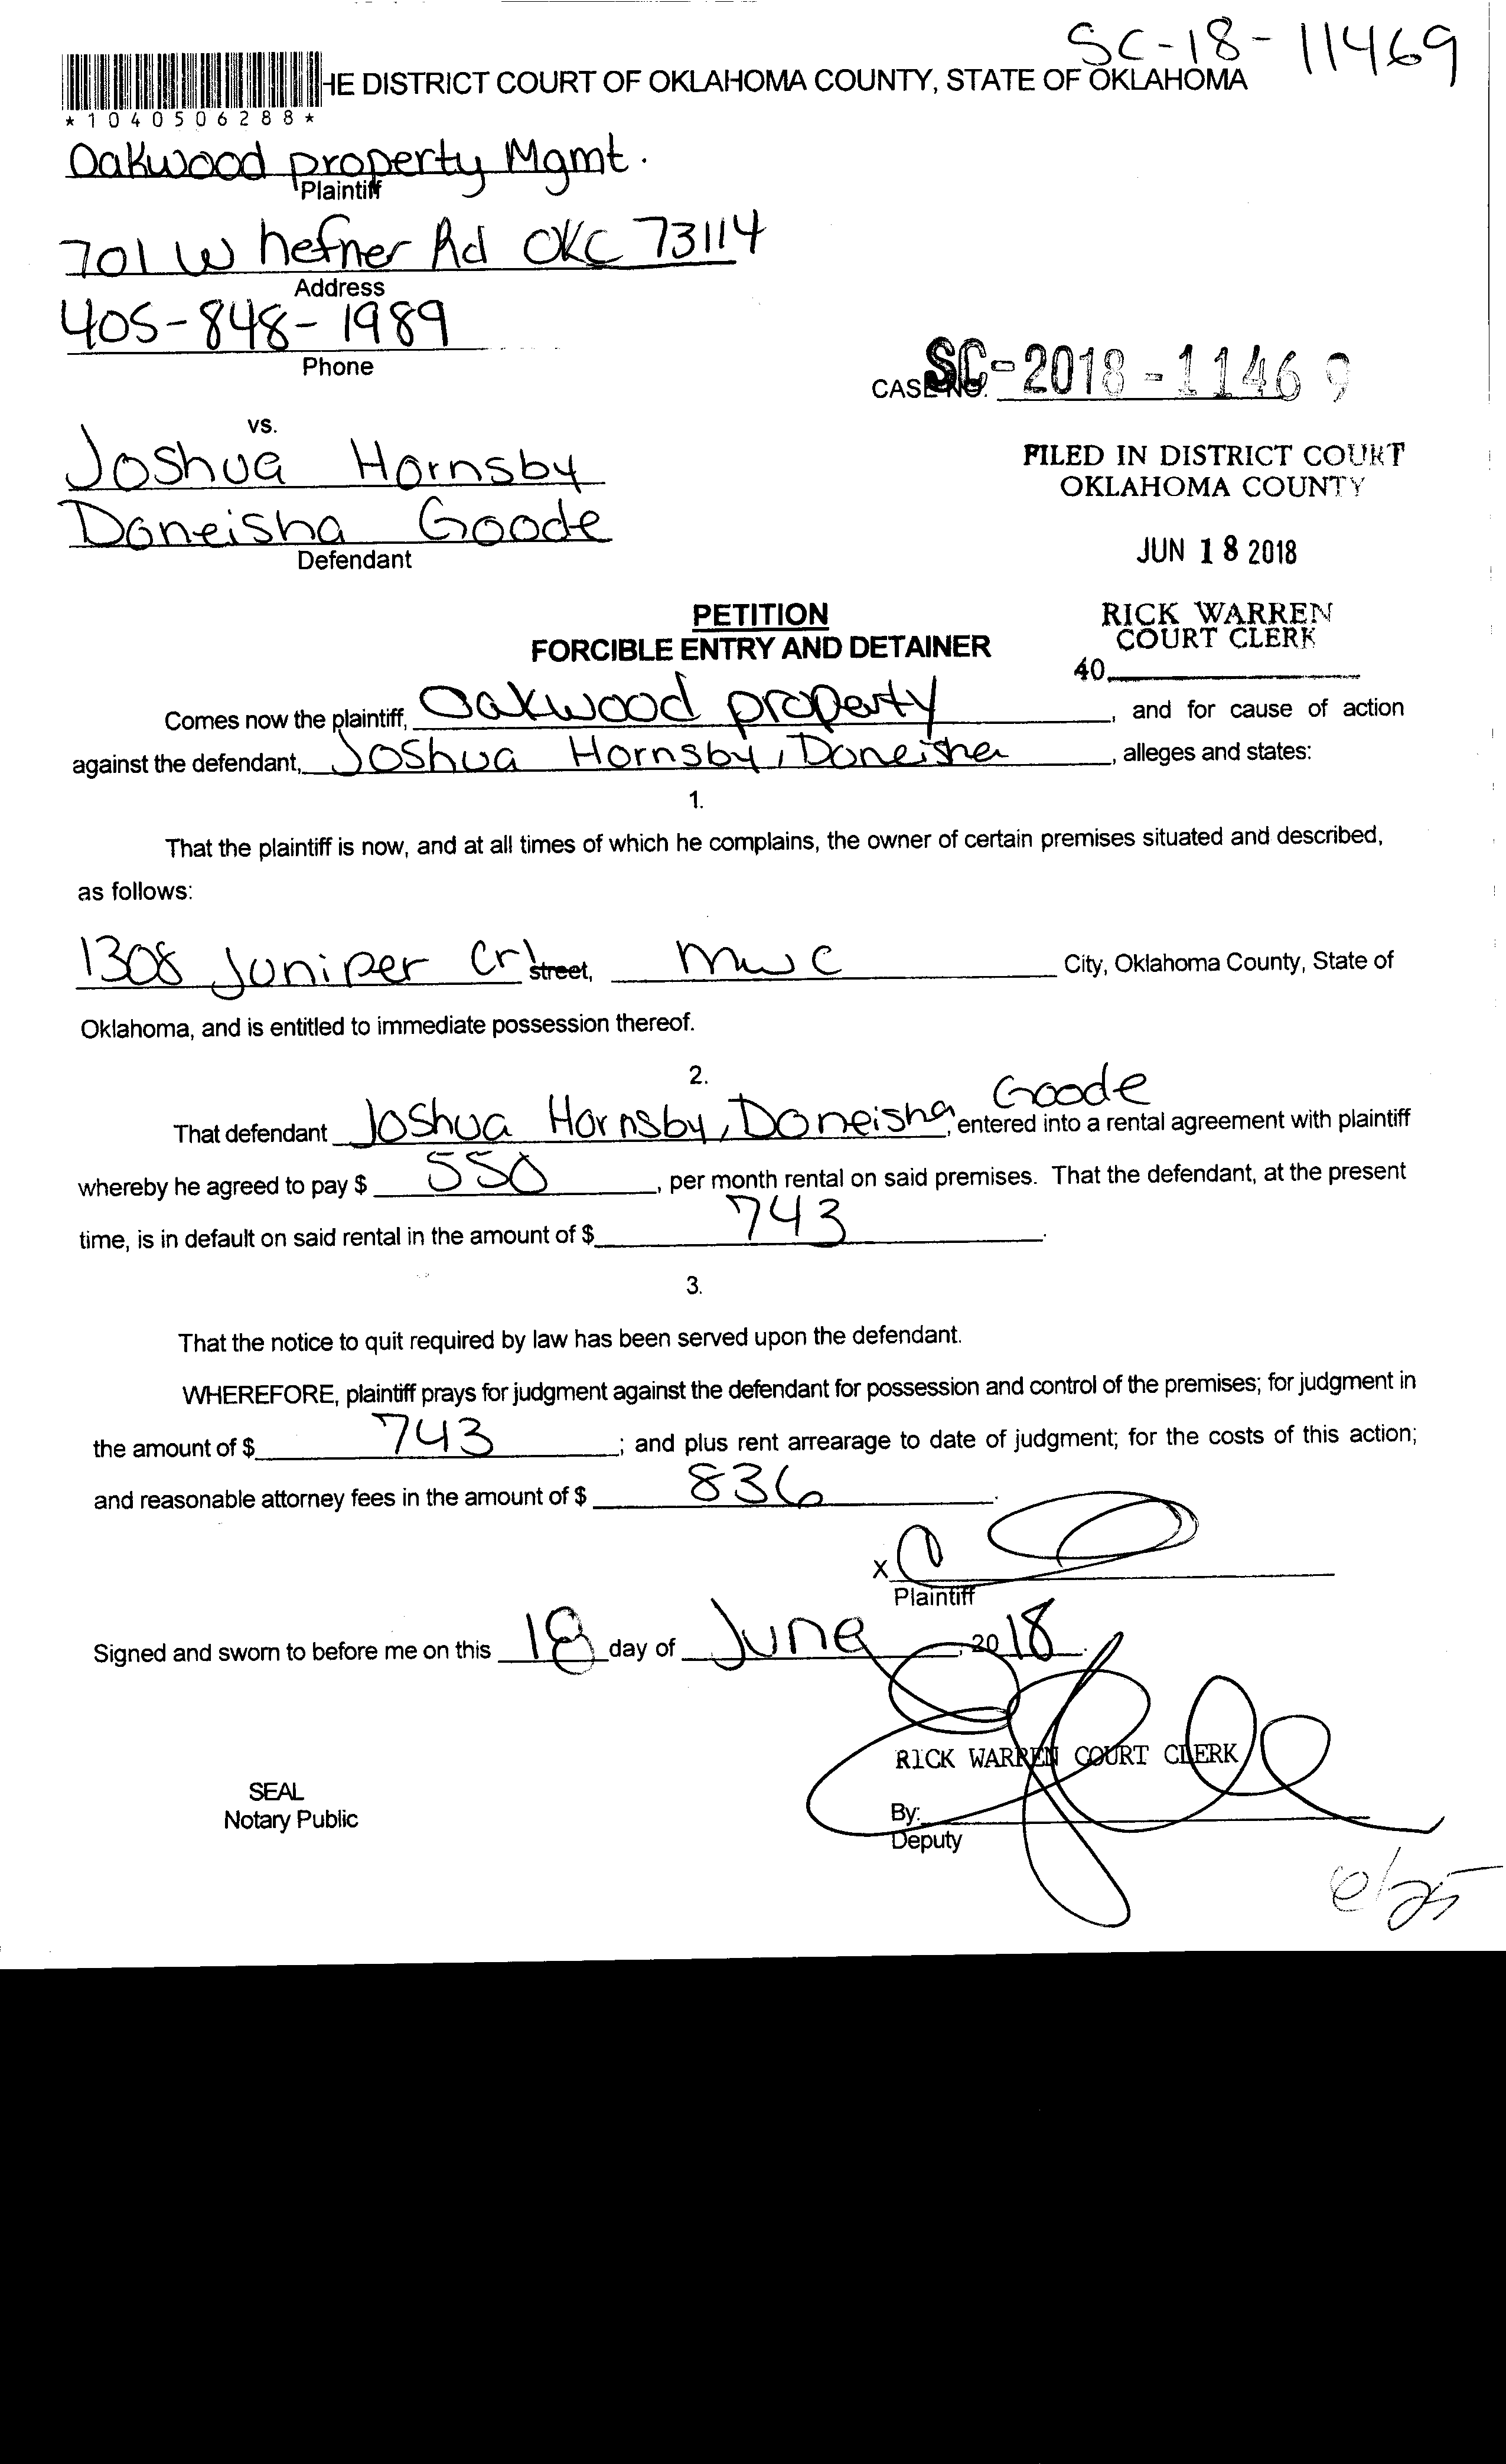 SC-18-11469
HE DISTRICT COURT OF OKLAHOMA COUNTY, STATE OF OKLAHOMA
*1040506288*
Oakwood property Mgmt.
Plaintiff
701 W hefner Rd OKC 73114
Address
405-848-1989
Phone
CASE NO. SC-2018-11469
vs.
Joshua Hornsby
Doneisha Goode
Defendant
FILED IN DISTRICT COURT
OKLAHOMA COUNTY
JUN 18 2018
RICK WARREN
COURT CLERK
40
PETITION
FORCIBLE ENTRY AND DETAINER
Comes now the plaintiff, Oakwood property, and for cause of action
against the defendant, Joshua Hornsby, Doneisha, alleges and states:
1.
That the plaintiff is now, and at all times of which he complains, the owner of certain premises situated and described,
as follows:
1308 Juniper Crl street, mwc City, Oklahoma County, State of
Oklahoma, and is entitled to immediate possession thereof.
2.
That defendant Joshua Hornsby, Doneisha Goode, entered into a rental agreement with plaintiff
whereby he agreed to pay $ 550, per month rental on said premises. That the defendant, at the present
time, is in default on said rental in the amount of $ 743.
3.
That the notice to quit required by law has been served upon the defendant.
WHEREFORE, plaintiff prays for judgment against the defendant for possession and control of the premises; for judgment in
the amount of $ 743; and plus rent arrearage to date of judgment; for the costs of this action;
and reasonable attorney fees in the amount of $ 836.
x
Plaintiff
Signed and sworn to before me on this 18 day of June, 2018.
RICK WARREN COURT CLERK
SEAL
Notary Public
By:
Deputy